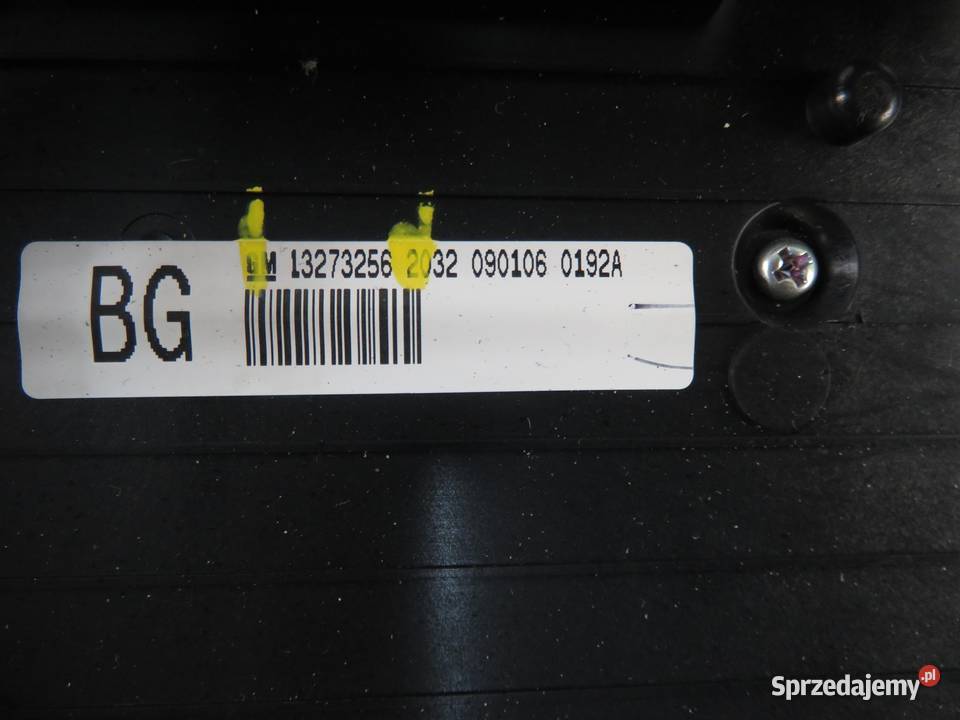 GM 13273256 2032 090106 0192A
BG
Sprzedajemy.pl